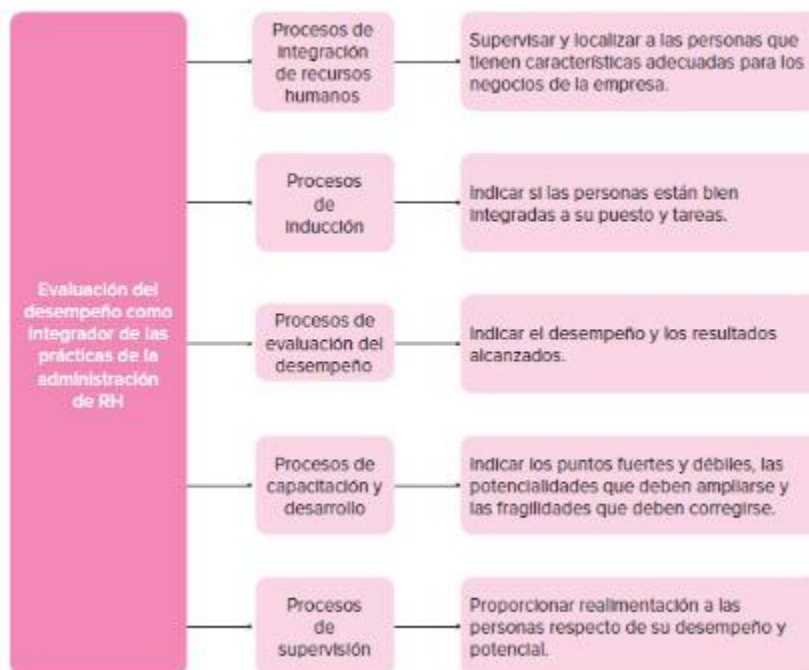 Evaluación del
desempeño como
integrador de las
prácticas de la
administración
de RH
Procesos de
integración
de recursos
humanos
Supervisar y localizar a las personas que
tienen características adecuadas para los
negocios de la empresa.
Procesos
de
inducción
Indicar si las personas están bien
integradas a su puesto y tareas.
Procesos de
evaluación del
desempeño
Indicar el desempeño y los resultados
alcanzados.
Procesos de
capacitación y
desarrollo
Indicar los puntos fuertes y débiles, las
potencialidades que deben ampliarse y
las fragilidades que deben corregirse.
Procesos
de
supervisión
Proporcionar realimentación a las
personas respecto de su desempeño y
potencial.